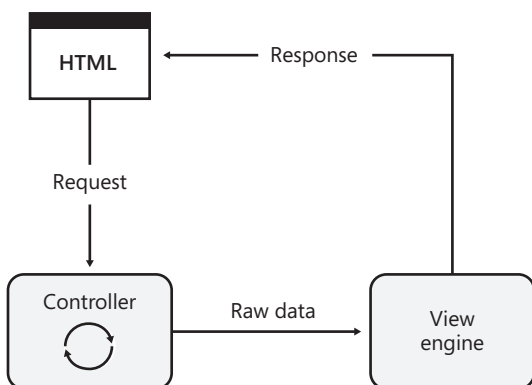 HTML
Response
Request
Controller
Raw data
View
engine